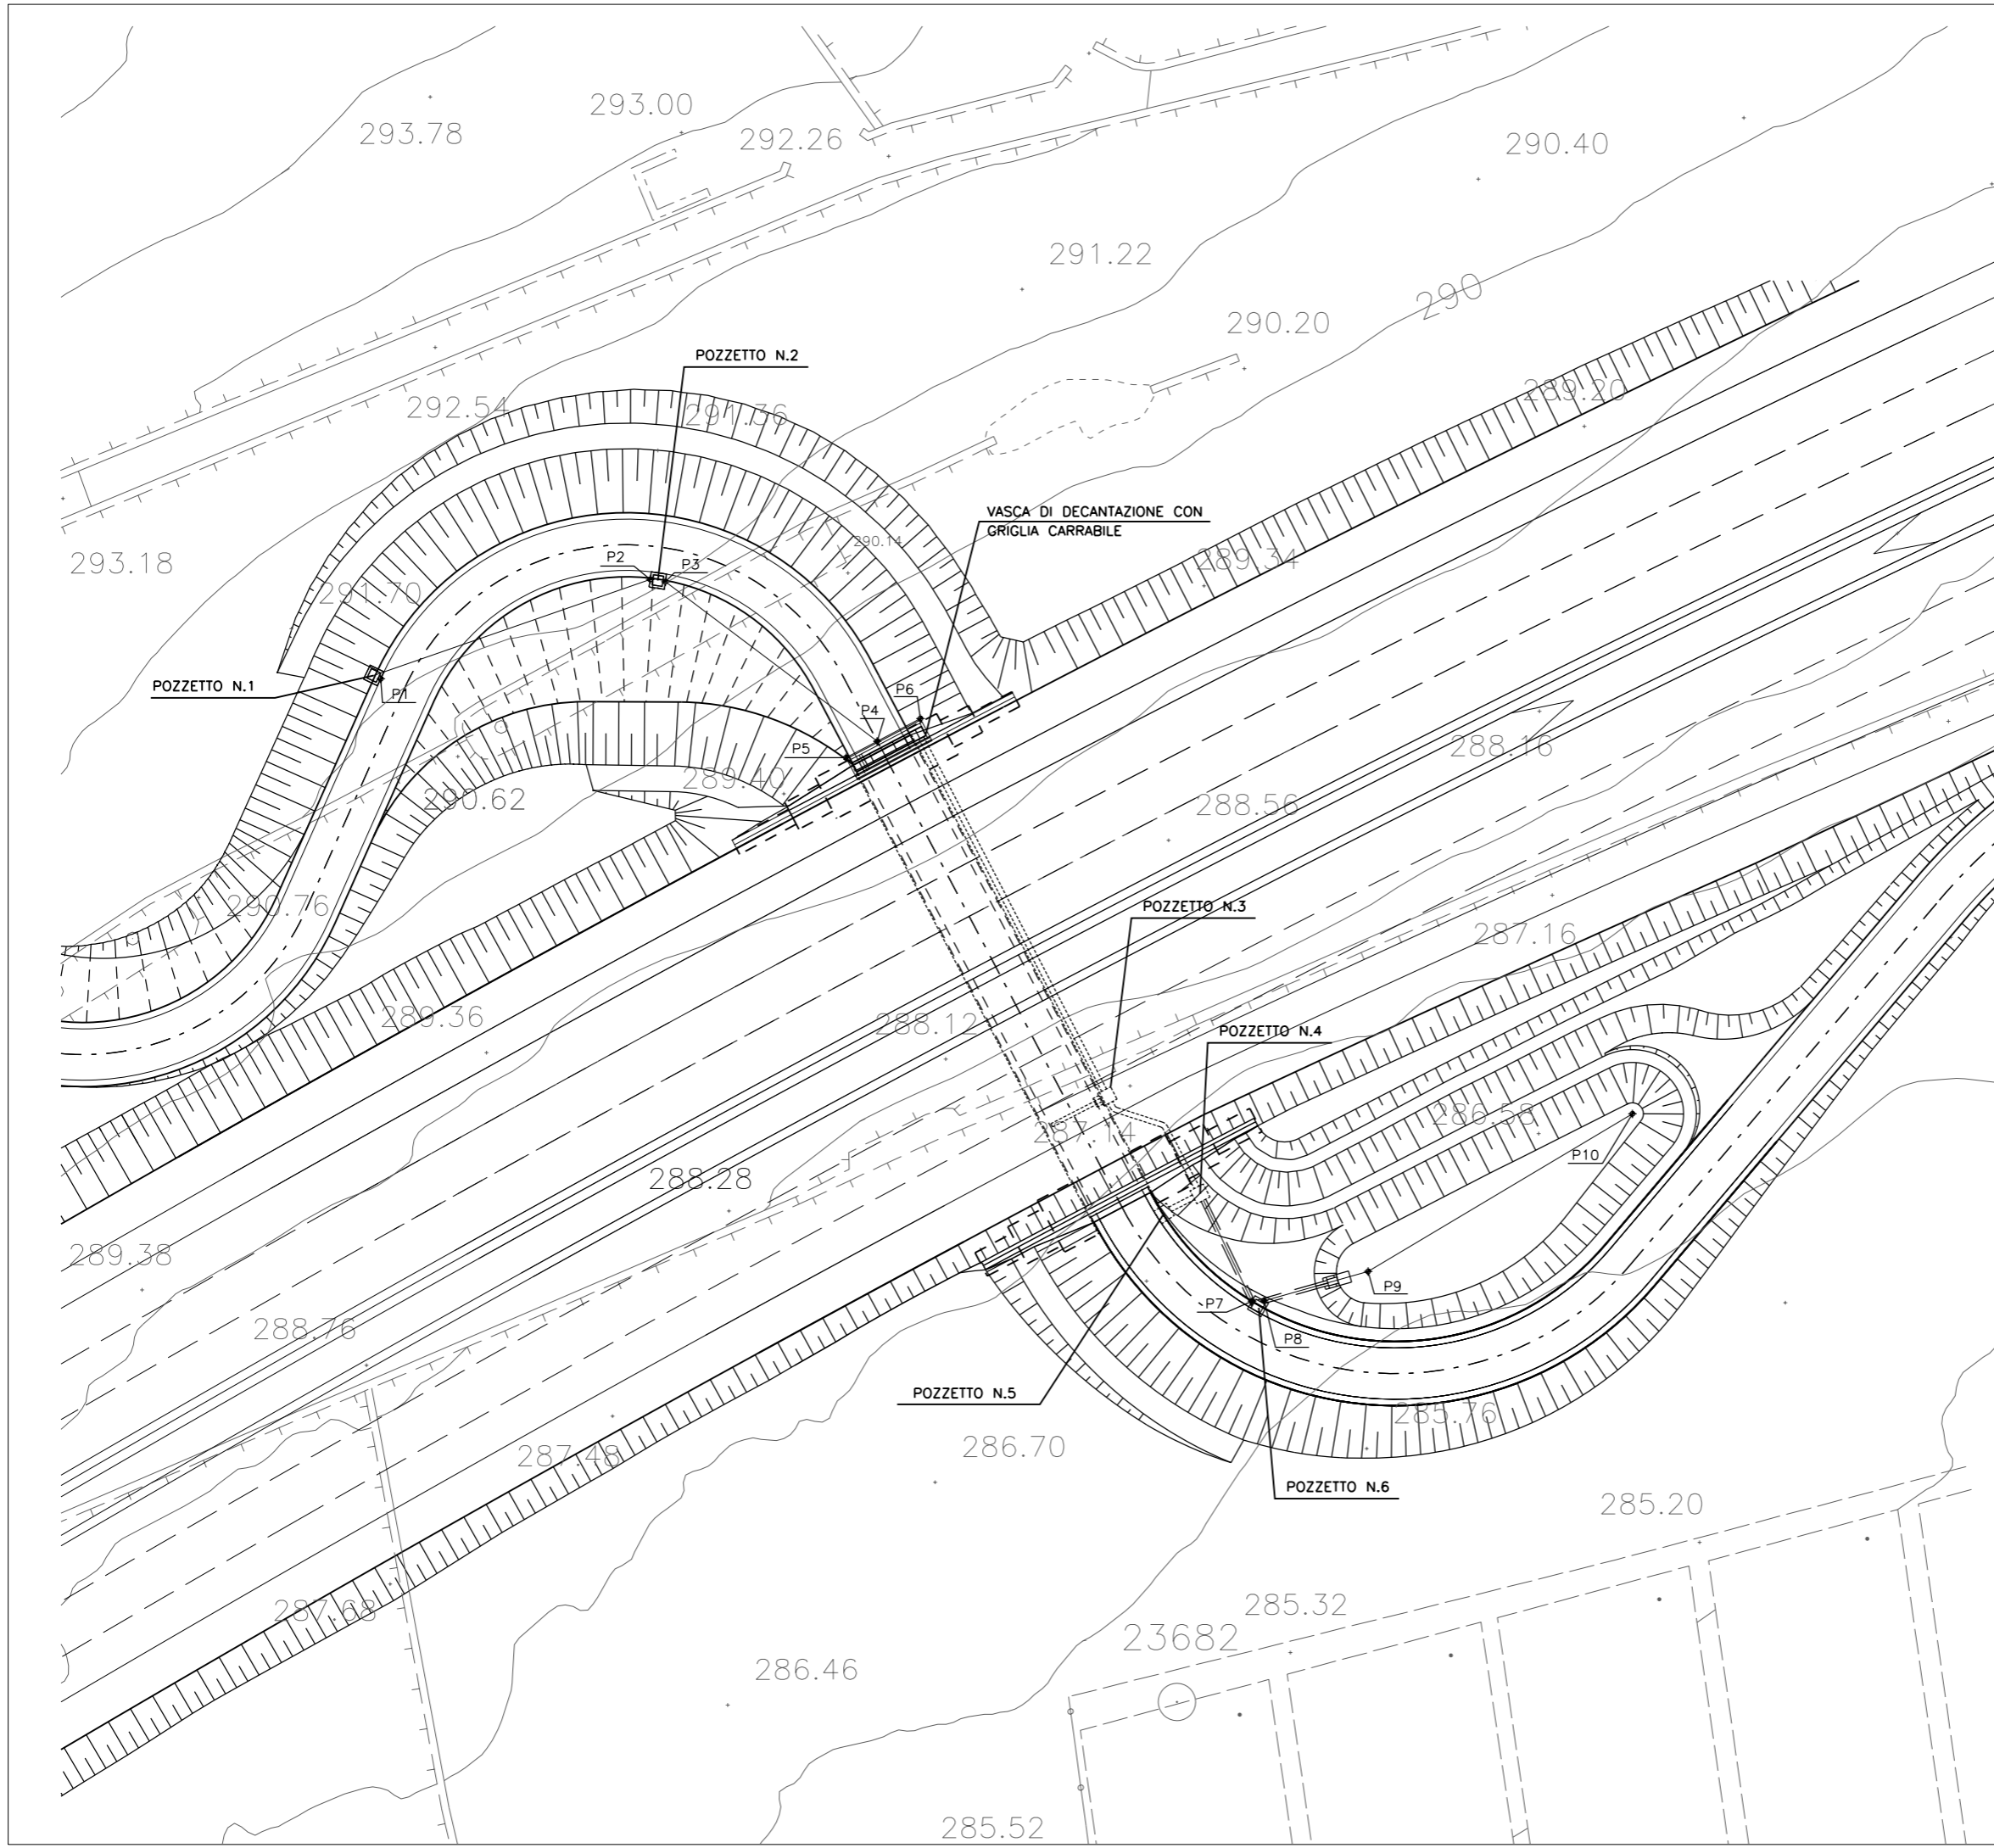 293.00
293.78
292.26
290.40
291.22
290
290.20
POZZETTO N.2
289.20
292.54
291.36
VASCA DI DECANTAZIONE CON
GRIGLIA CARRABILE
290.14
293.18
P2
P3
289.34
291.70
POZZETTO N.1
P1
P6
P4
P5
288.16
289.40
290.62
288.56
290.76
POZZETTO N.3
287.16
289.36
288.12
POZZETTO N.4
286.58
287.14
P10
288.28
289.38
P9
P7
288.76
P8
POZZETTO N.5
285.76
286.70
287.48
POZZETTO N.6
285.20
287.68
285.32
23682
286.46
285.52